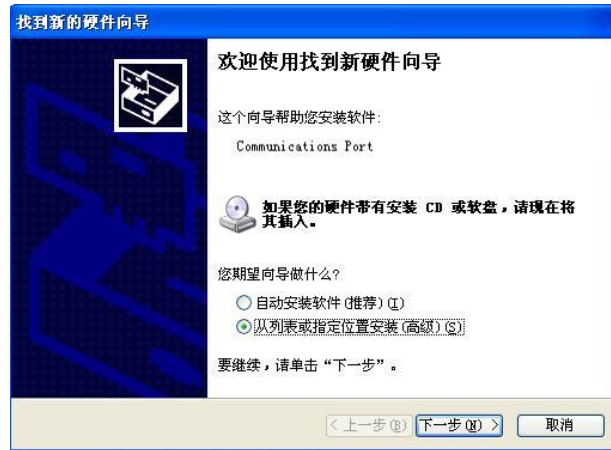 找到新的硬件向导
欢迎使用找到新硬件向导
这个向导帮助您安装软件:
Communications Port
如果您的硬件带有安装 CD 或软盘，请现在将
其插入。
您期望向导做什么?
自动安装软件(推荐)(I)
从列表或指定位置安装(高级)(S)
要继续，请单击“下一步”。
<上一步(B) 下一步(N) > 取消